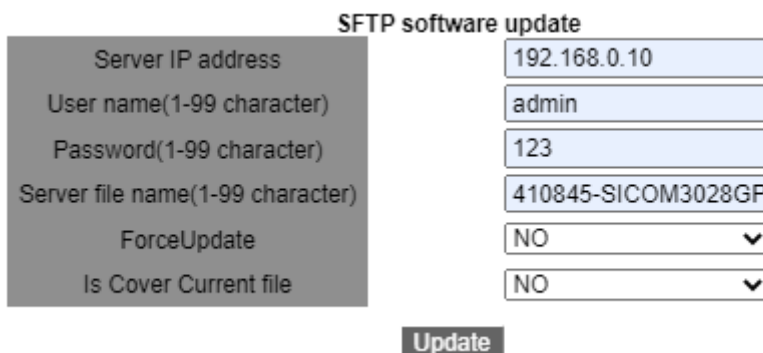 SFTP software update
Server IP address 192.168.0.10
User name(1-99 character) admin
Password(1-99 character) 123
Server file name(1-99 character) 410845-SICOM3028GP
ForceUpdate NO
Is Cover Current file NO
Update